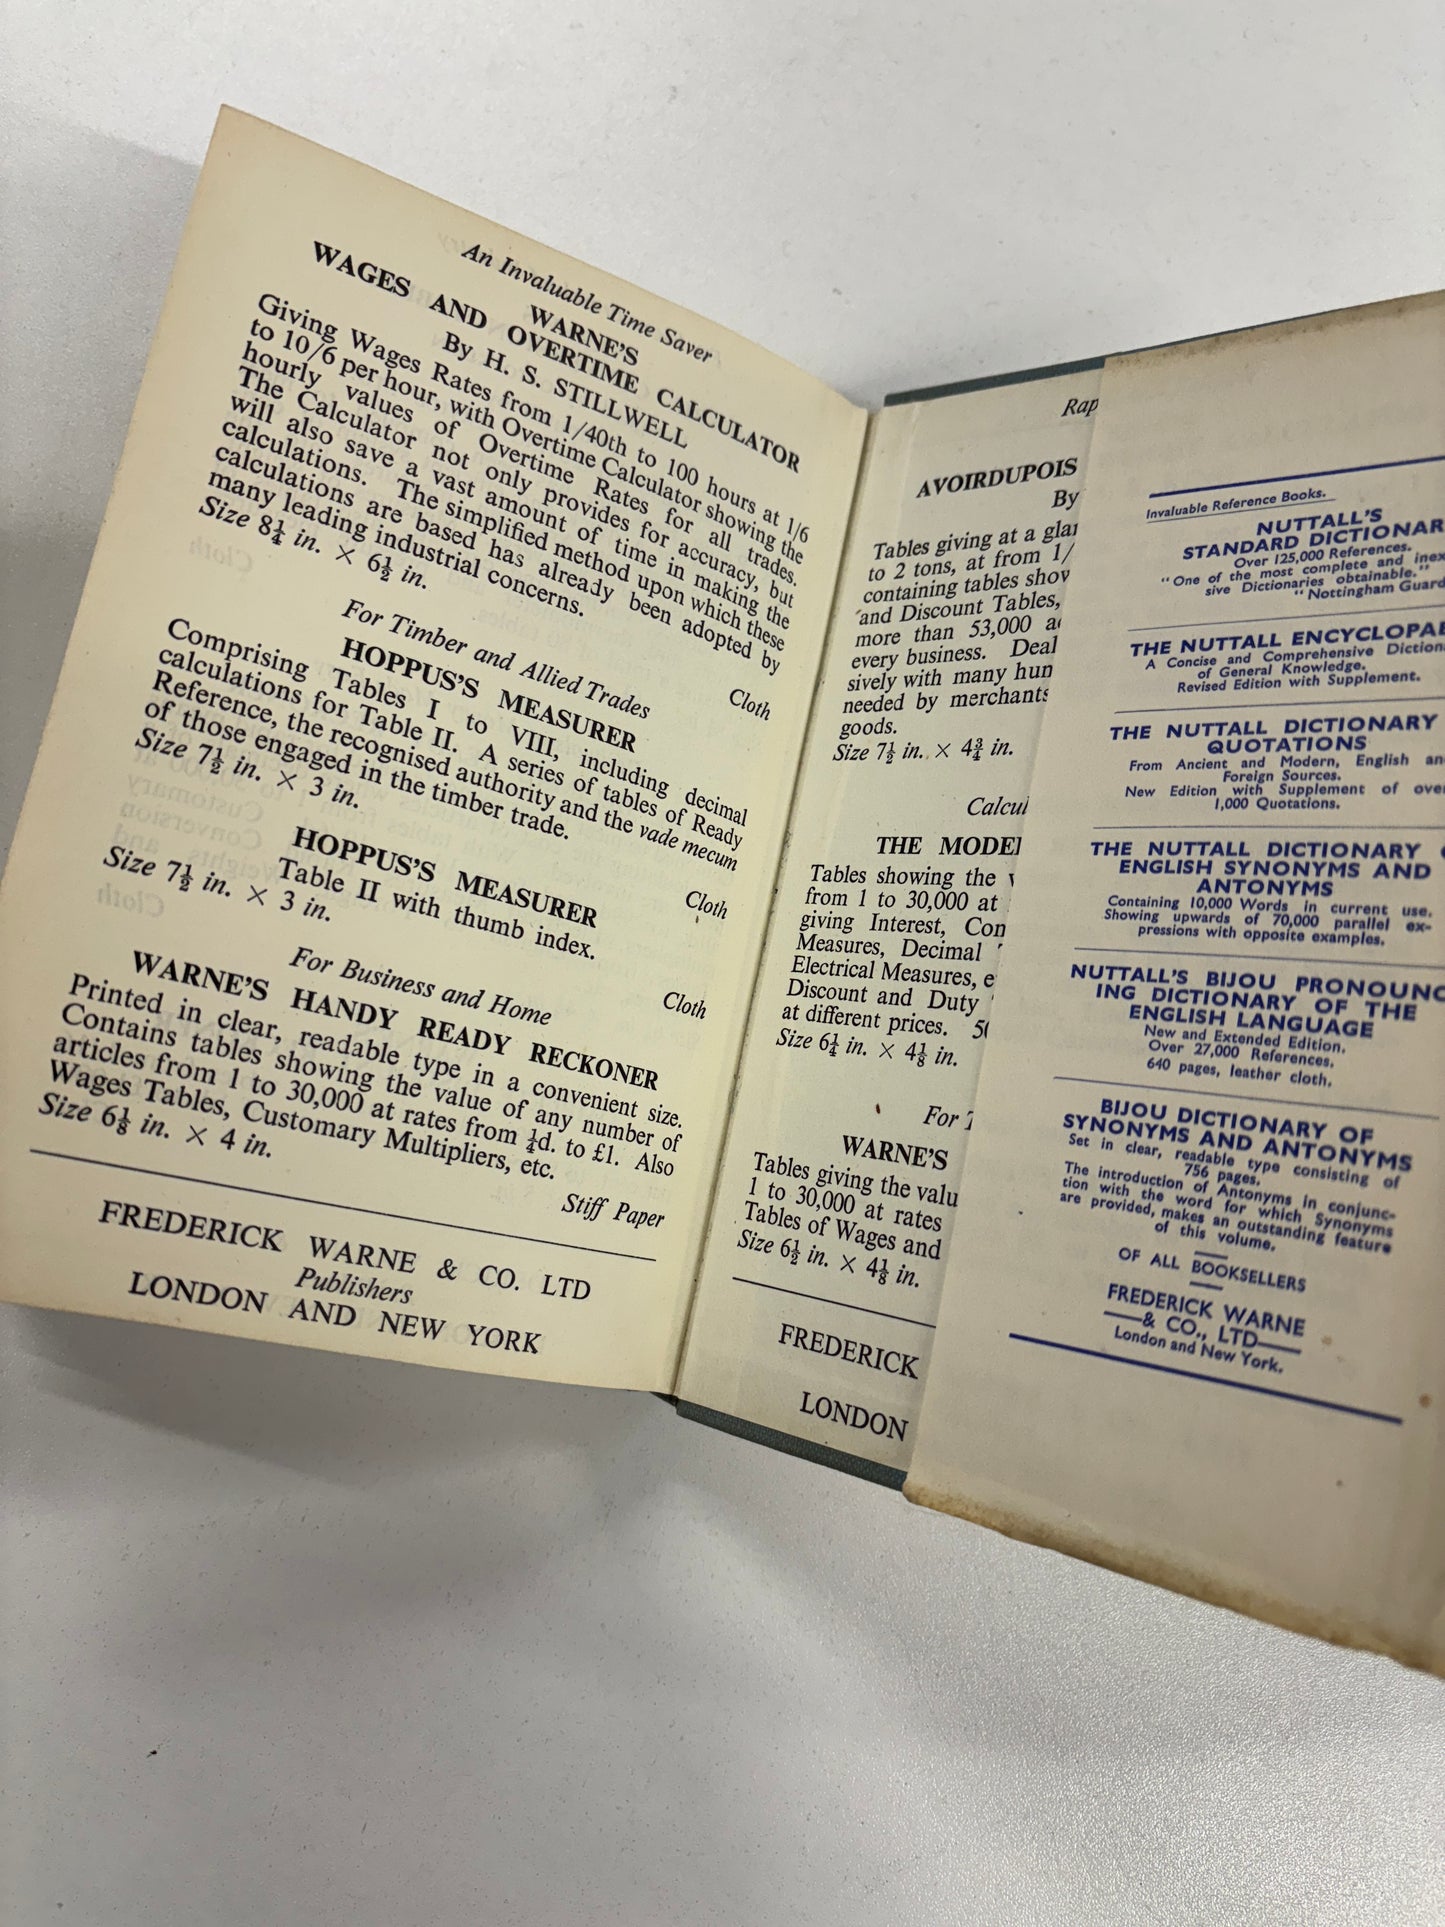 An Invaluable Time Saver
WARNE'S
WAGES AND OVERTIME CALCULATOR
By H. S. STILLWELL
Giving Wages Rates from 1/40th to 100 hours at 1/6
to 10/6 per hour, with Overtime Calculator showing the
hourly values of Overtime Rates for all trades.
The Calculator not only provides for accuracy, but
will also save a vast amount of time in making the
calculations. The simplified method upon which these
calculations are based has already been adopted by
many leading industrial concerns.
Size 8¼ in. × 6½ in. Cloth
For Timber and Allied Trades
HOPPUS'S MEASURER
Comprising Tables I to VIII, including decimal
calculations for Table II. A series of tables of Ready
Reference, the recognised authority and the vade mecum
of those engaged in the timber trade.
Size 7½ in. × 3 in. Cloth
HOPPUS'S MEASURER
Table II with thumb index.
Size 7½ in. × 3 in. Cloth
For Business and Home
WARNE'S HANDY READY RECKONER
Printed in clear, readable type in a convenient size.
Contains tables showing the value of any number of
articles from 1 to 30,000 at rates from ¼d. to £1. Also
Wages Tables, Customary Multipliers, etc.
Size 6⅛ in. × 4 in. Stiff Paper
FREDERICK WARNE & CO. LTD
Publishers
LONDON AND NEW YORK
Rap
AVOIRDUPOIS
By
Tables giving at a glan
to 2 tons, at from 1/
containing tables show
and Discount Tables,
more than 53,000 a
every business. Deal
sively with many hun
needed by merchants
goods.
Size 7½ in. × 4¾ in.
Calcul
THE MODE
Tables showing the v
from 1 to 30,000 at
giving Interest, Con
Measures, Decimal
Electrical Measures, e
Discount and Duty
at different prices. 50
Size 6¼ in. × 4⅛ in.
For T
WARNE'S
Tables giving the valu
1 to 30,000 at rates
Tables of Wages and
Size 6½ in. × 4⅛ in.
FREDERICK
LONDON
Invaluable Reference Books.
NUTTALL'S
STANDARD DICTIONAR
Over 125,000 References.
"One of the most complete and inex
sive Dictionaries obtainable."
"Nottingham Guard
THE NUTTALL ENCYCLOPAE
A Concise and Comprehensive Diction
of General Knowledge.
Revised Edition with Supplement.
THE NUTTALL DICTIONARY
QUOTATIONS
From Ancient and Modern, English an
Foreign Sources.
New Edition with Supplement of over
1,000 Quotations.
THE NUTTALL DICTIONARY O
ENGLISH SYNONYMS AND
ANTONYMS
Containing 10,000 Words in current use.
Showing upwards of 70,000 parallel ex-
pressions with opposite examples.
NUTTALL'S BIJOU PRONOUNC
ING DICTIONARY OF THE
ENGLISH LANGUAGE
New and Extended Edition.
Over 27,000 References.
640 pages, leather cloth.
BIJOU DICTIONARY OF
SYNONYMS AND ANTONYMS
Set in clear, readable type consisting of
756 pages.
The introduction of Antonyms in conjunc-
tion with the word for which Synonyms
are provided, makes an outstanding feature
of this volume.
OF ALL BOOKSELLERS
FREDERICK WARNE
& CO., LTD
London and New York.